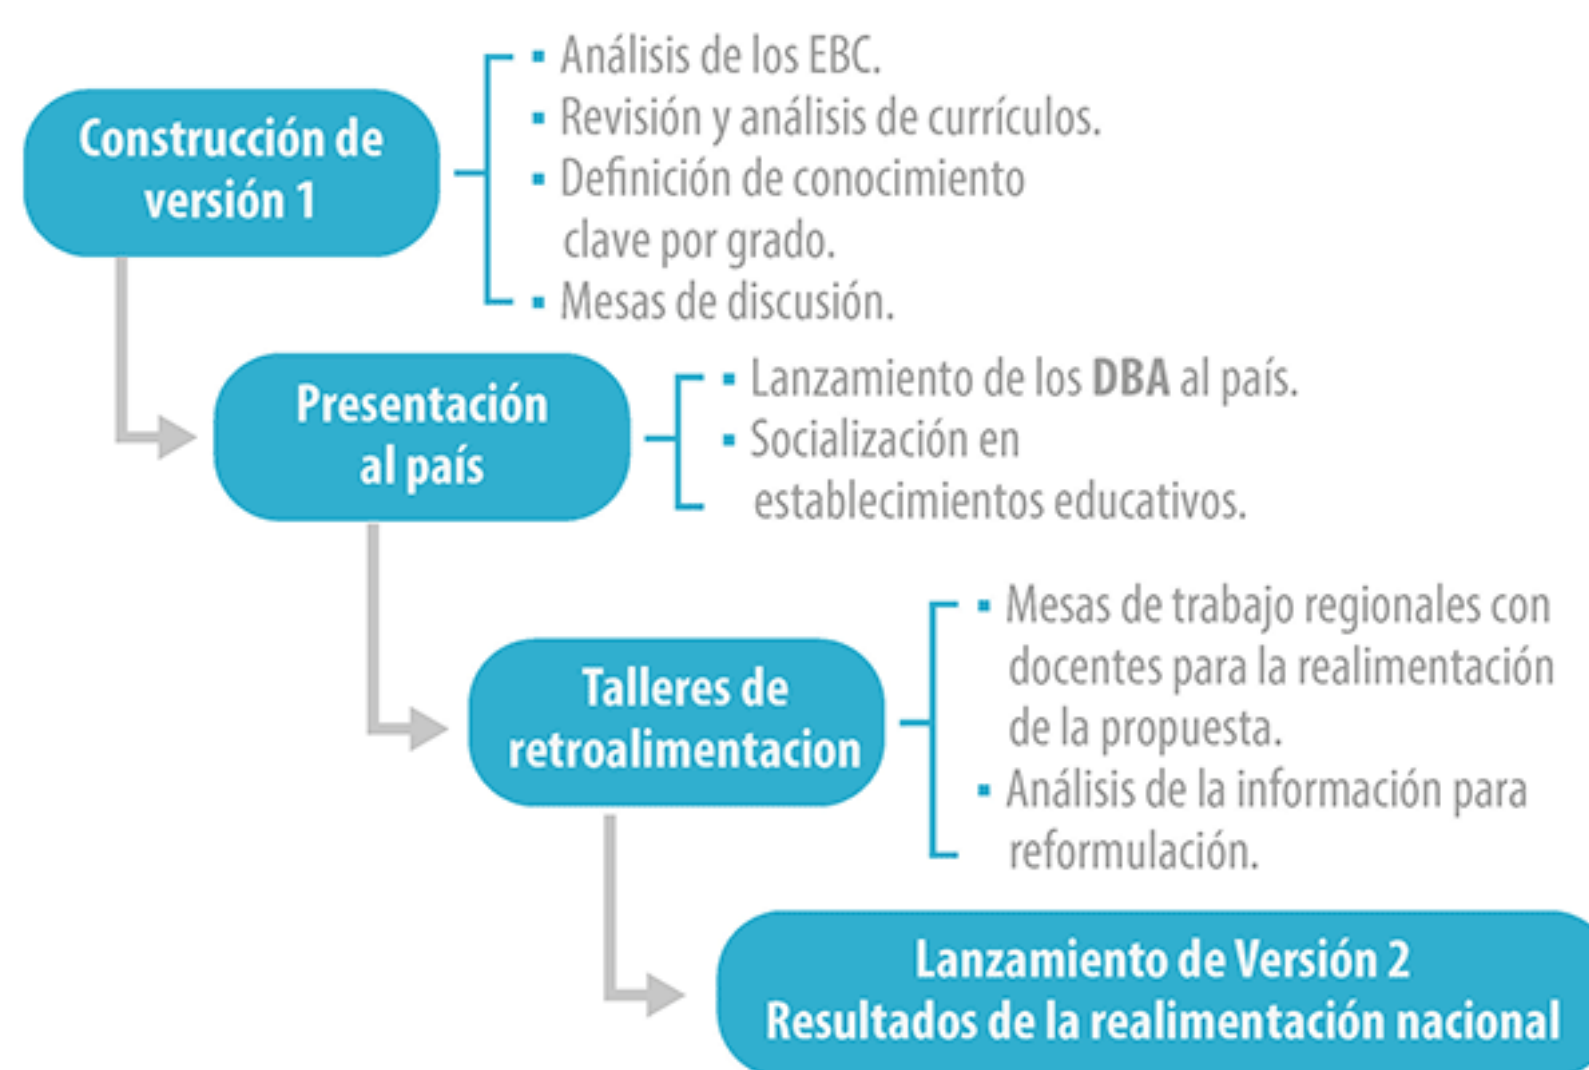 Construcción de
versión 1
▪ Análisis de los EBC.
▪ Revisión y análisis de currículos.
▪ Definición de conocimiento
clave por grado.
▪ Mesas de discusión.
Presentación
al país
▪ Lanzamiento de los DBA al país.
▪ Socialización en
establecimientos educativos.
Talleres de
retroalimentacion
▪ Mesas de trabajo regionales con
docentes para la realimentación
de la propuesta.
▪ Análisis de la información para
reformulación.
Lanzamiento de Versión 2
Resultados de la realimentación nacional